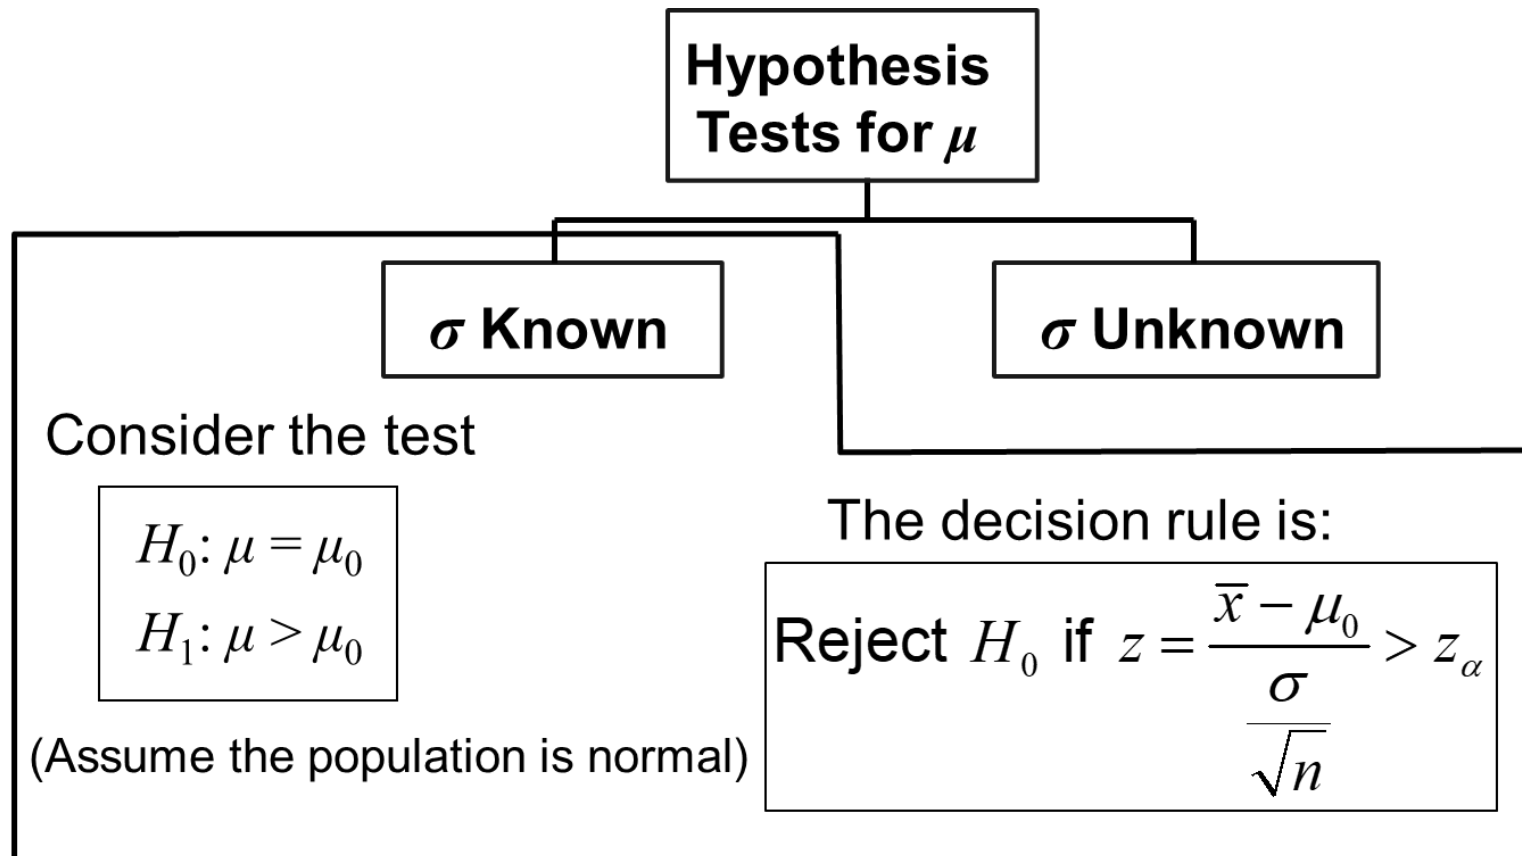 Hypothesis
Tests for μ
σ Known
σ Unknown
Consider the test
H₀: μ = μ₀
H₁: μ > μ₀
(Assume the population is normal)
The decision rule is:
Reject H₀ if z = (x̄ − μ₀) / (σ / √n) > z_α